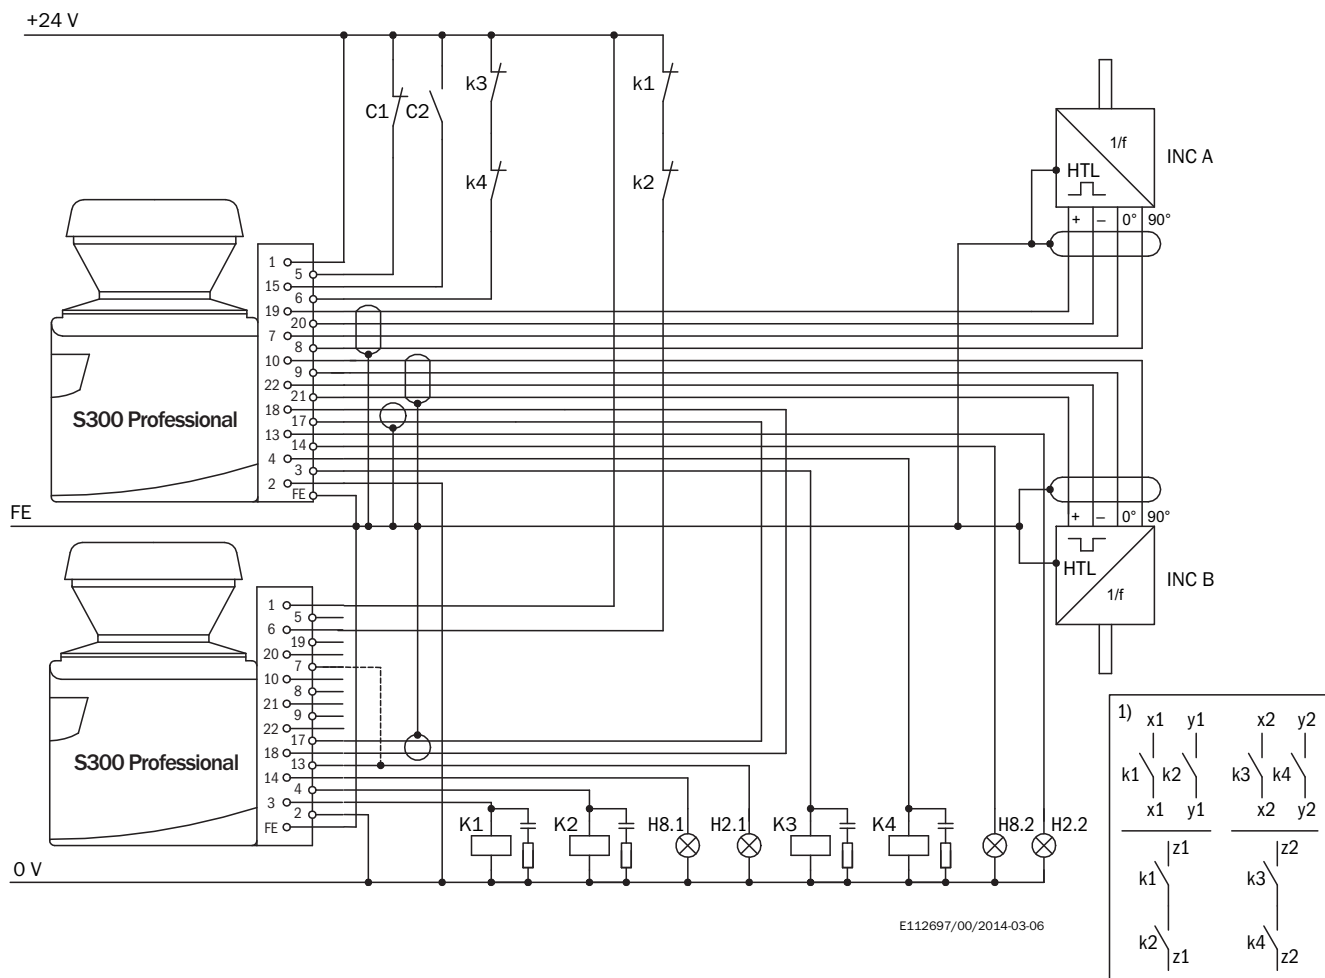 +24 V
k3
k1
C1
C2
k4
k2
1/f
HTL
INC A
+
–
0°
90°
1
5
15
6
19
20
7
8
10
9
22
21
18
17
13
14
4
3
2
FE
S300 Professional
FE
+
–
0°
90°
HTL
1/f
INC B
1
5
6
19
20
7
10
8
21
9
22
17
18
13
14
4
3
2
FE
S300 Professional
K1
K2
H8.1
H2.1
K3
K4
H8.2
H2.2
0 V
E112697/00/2014-03-06
1)
x1
y1
x2
y2
k1
k2
k3
k4
x1
y1
x2
y2
z1
z2
k1
k3
k2
z1
k4
z2